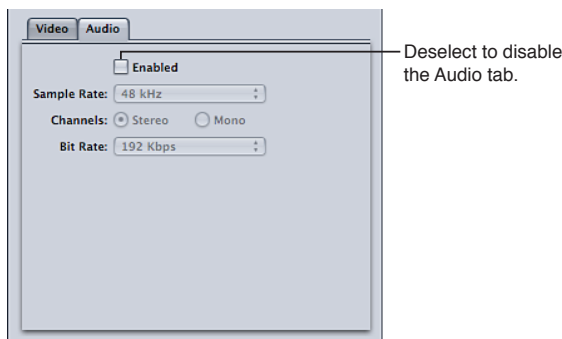 Video Audio
Enabled
Deselect to disable
the Audio tab.
Sample Rate: 48 kHz
Channels: Stereo Mono
Bit Rate: 192 Kbps